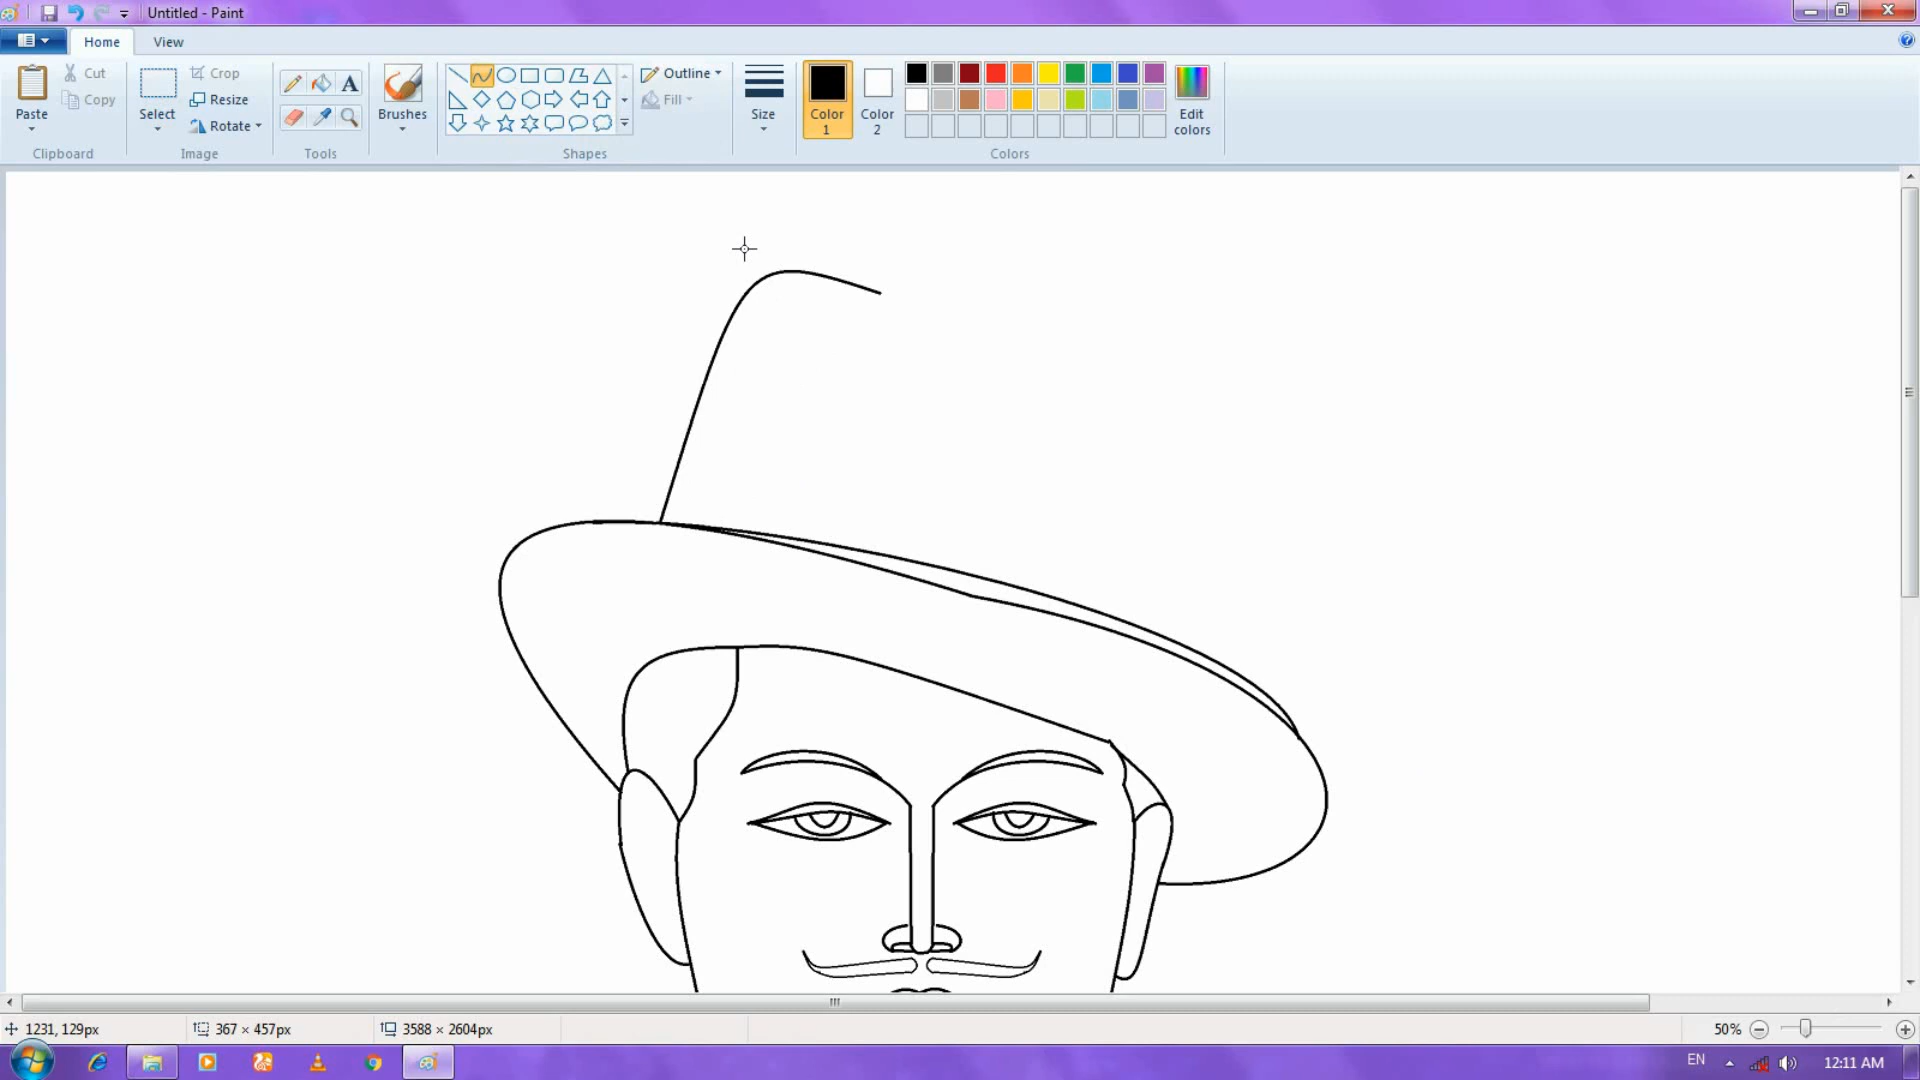 Untitled - Paint
Home View
Cut
Copy
Paste
Clipboard
Select
Crop
Resize
Rotate
Image
A
Tools
Brushes
Outline
Fill
Shapes
Size
Color 1
Color 2
Edit colors
Colors
1231, 129px 367 × 457px 3588 × 2604px 50%
EN 12:11 AM